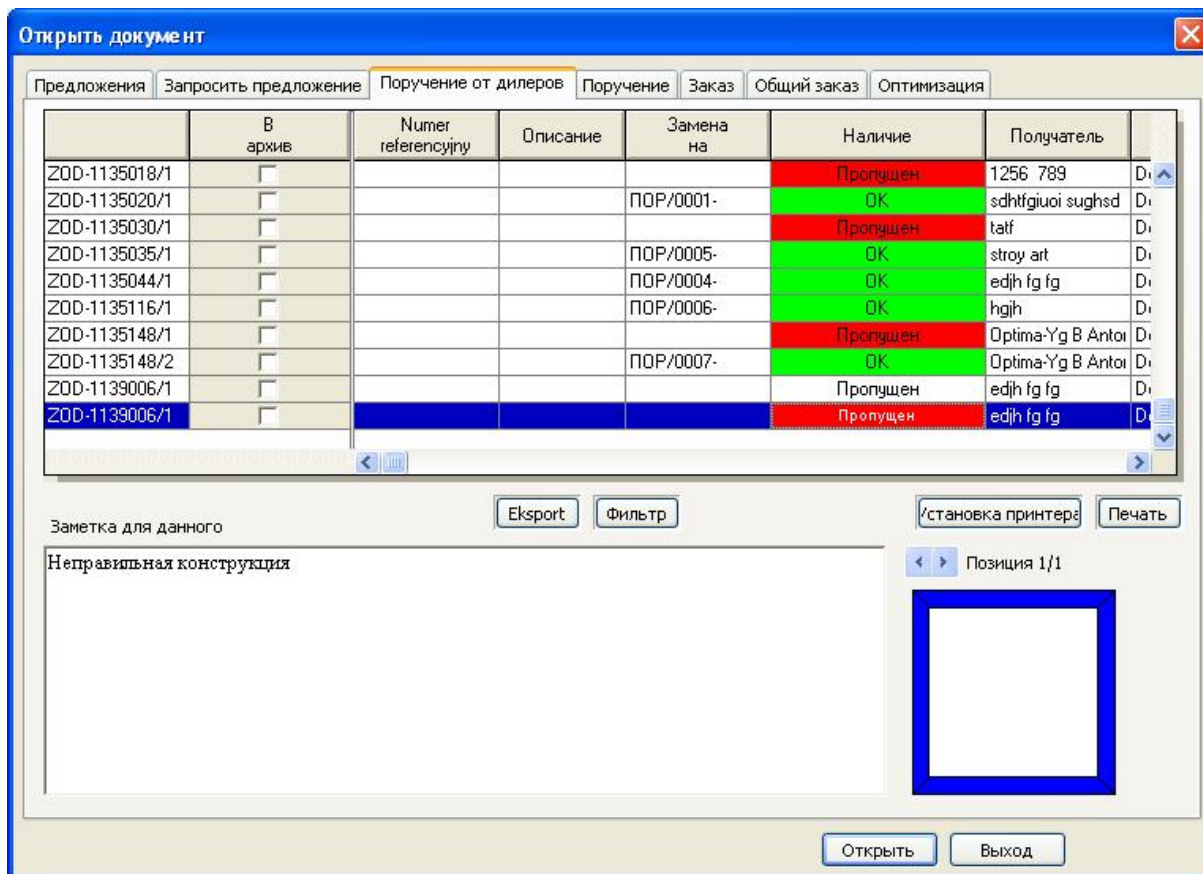 Открыть документ
Предложения Запросить предложение Поручение от дилеров Поручение Заказ Общий заказ Оптимизация
В архив Numer referencyjny Описание Замена на Наличие Получатель
ZOD-1135018/1 Пропущен 1256 789
ZOD-1135020/1 ПОР/0001- OK sdhtfgiuoi sughsd
ZOD-1135030/1 Пропущен tatf
ZOD-1135035/1 ПОР/0005- OK stroy art
ZOD-1135044/1 ПОР/0004- OK edjh fg fg
ZOD-1135116/1 ПОР/0006- OK hgjh
ZOD-1135148/1 Пропущен Optima-Yg B Anton
ZOD-1135148/2 ПОР/0007- OK Optima-Yg B Anton
ZOD-1139006/1 Пропущен edjh fg fg
ZOD-1139006/1 Пропущен edjh fg fg
Заметка для данного Eksport Фильтр Установка принтера Печать
Неправильная конструкция
Позиция 1/1
Открыть Выход